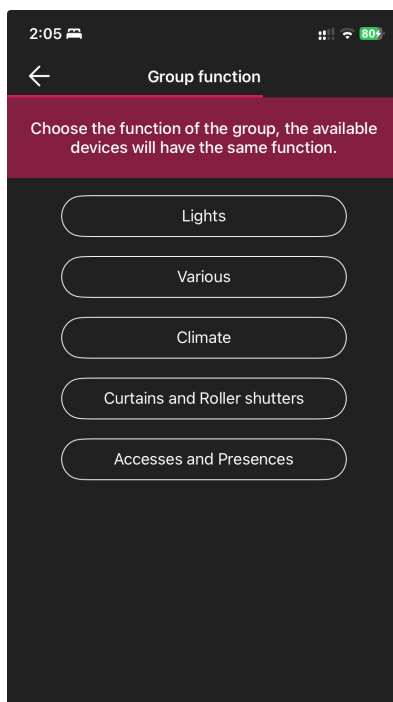 2:05
80
Group function
Choose the function of the group, the available
devices will have the same function.
Lights
Various
Climate
Curtains and Roller shutters
Accesses and Presences